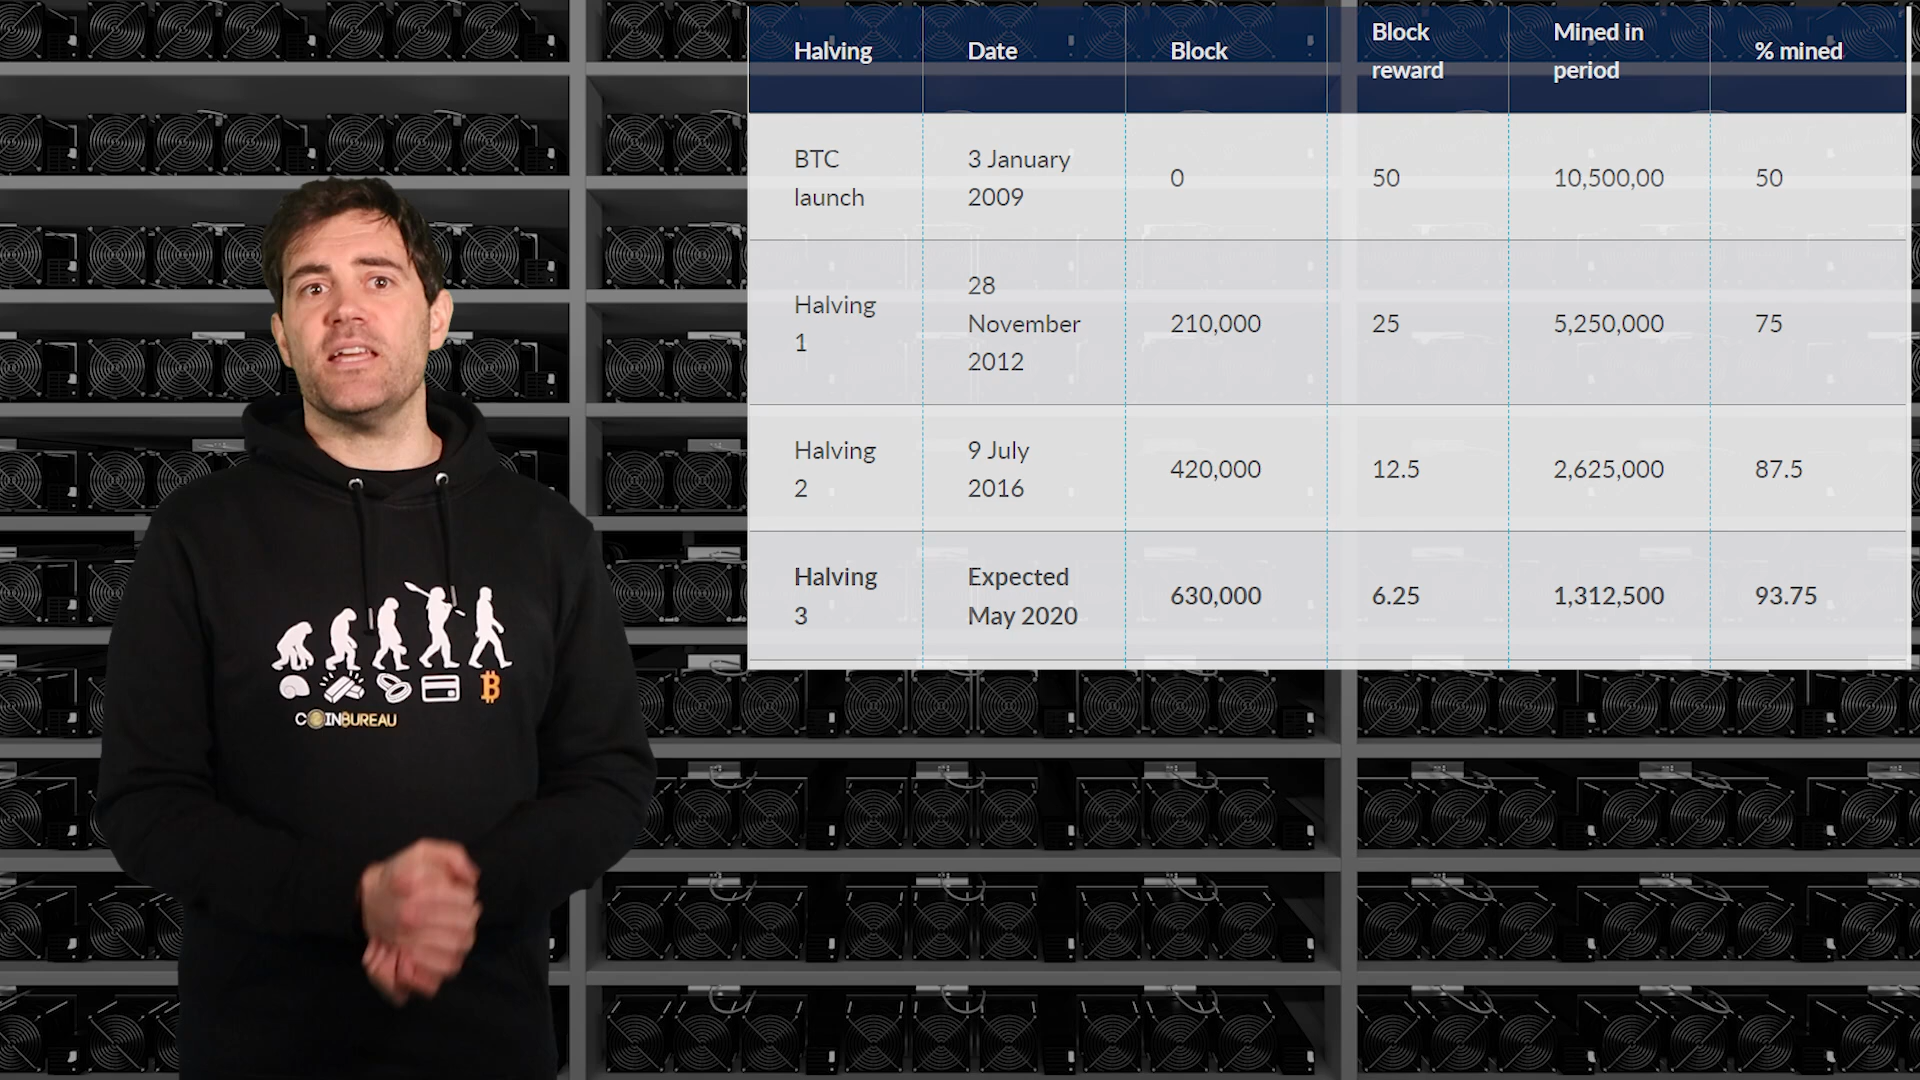 Halving
Date
Block
Block
reward
Mined in
period
% mined
BTC
launch
3 January
2009
0
50
10,500,00
50
Halving
1
28
November
2012
210,000
25
5,250,000
75
Halving
2
9 July
2016
420,000
12.5
2,625,000
87.5
Halving
3
Expected
May 2020
630,000
6.25
1,312,500
93.75
COINBUREAU